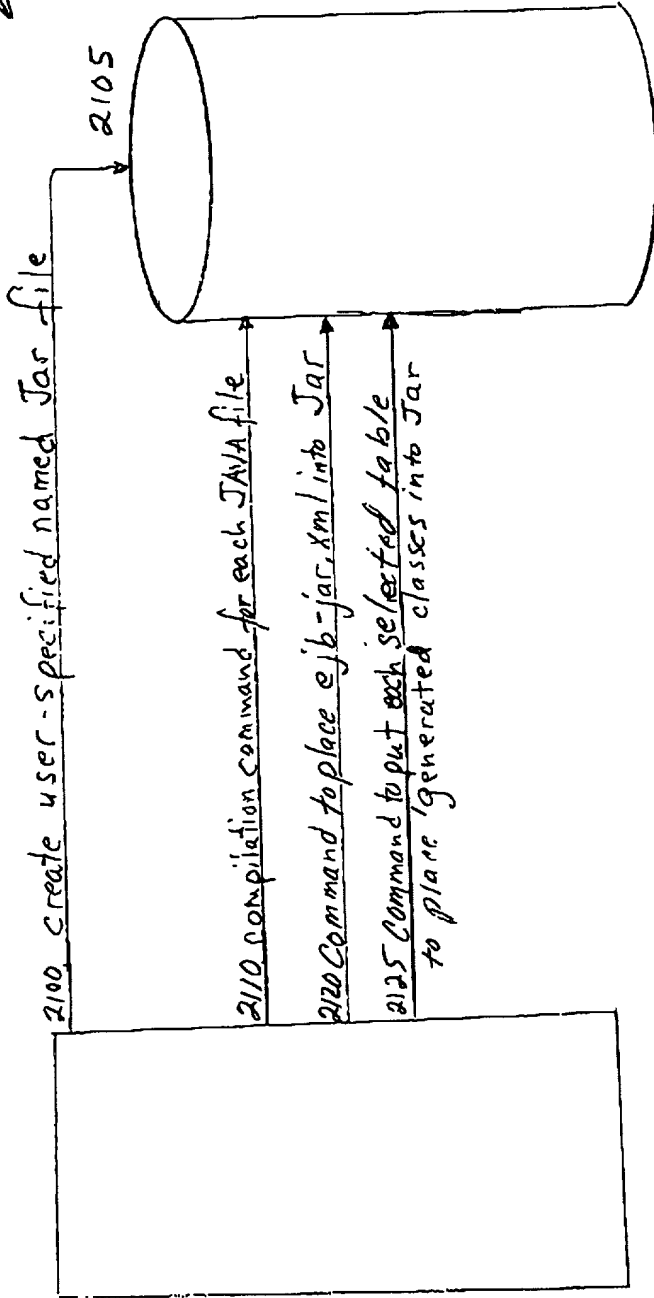 2100 create user-specified named Jar file
2105
2110 compilation command for each JAVA file
2120 Command to place ejb-jar.xml into Jar
2125 Command to put each selected table
to place generated classes into Jar